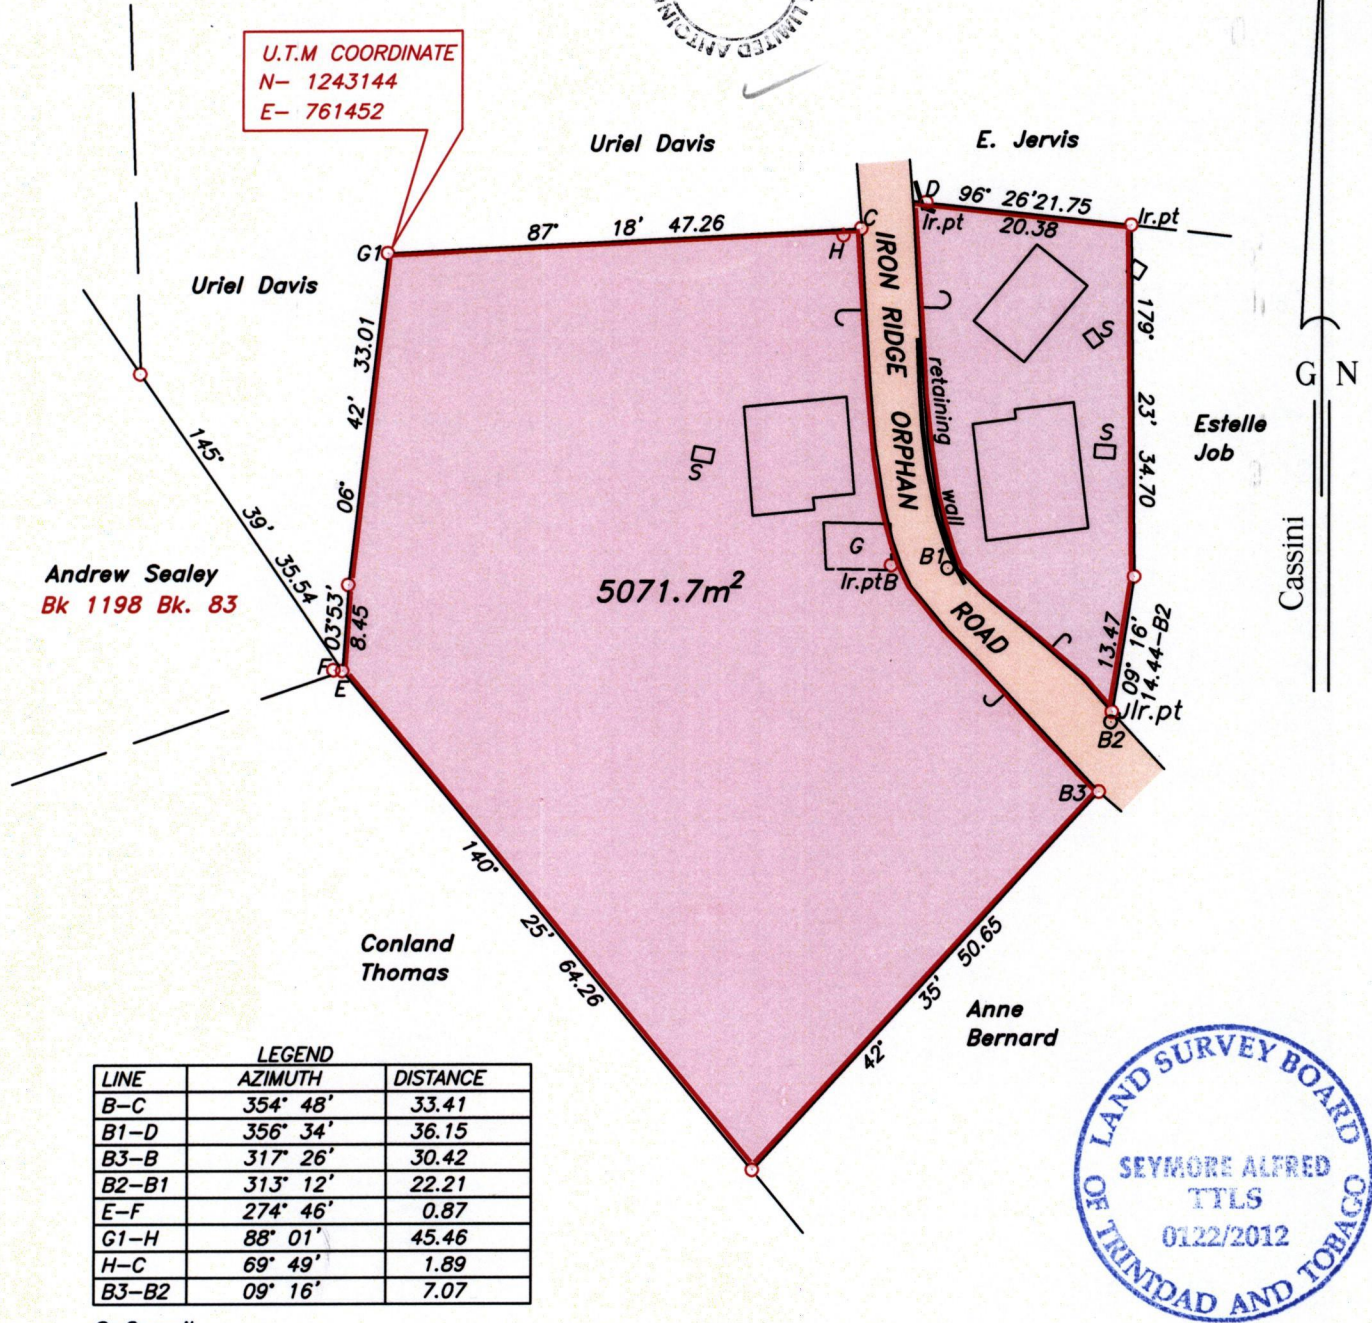 LIMITED ANTOIN
U.T.M COORDINATE
N- 1243144
E- 761452
Uriel Davis
E. Jervis
D 96° 26' 21.75
Ir.pt
20.38
Ir.pt
87° 18' 47.26
C
H
G1
Uriel Davis
IRON RIDGE ORPHAN ROAD
33.01
42'
06°
179° 23' 34.70
S
retaining wall
G N
Estelle
Job
S
S
145° 39' 35.54
G
B1
Ir.ptB
Cassini
Andrew Sealey
Bk 1198 Bk. 83
5071.7m²
03°53'
8.45
F
E
13.47
09° 16'
14.44-B2
Ir.pt
B2
B3
140° 25' 64.26
42° 35' 50.65
Conland
Thomas
Anne
Bernard
LEGEND
LINE AZIMUTH DISTANCE
B-C 354° 48' 33.41
B1-D 356° 34' 36.15
B3-B 317° 26' 30.42
B2-B1 313° 12' 22.21
E-F 274° 46' 0.87
G1-H 88° 01' 45.46
H-C 69° 49' 1.89
B3-B2 09° 16' 7.07
LAND SURVEY BOARD
OF TRINIDAD AND TOBAGO
SEYMORE ALFRED
TTLS
0122/2012